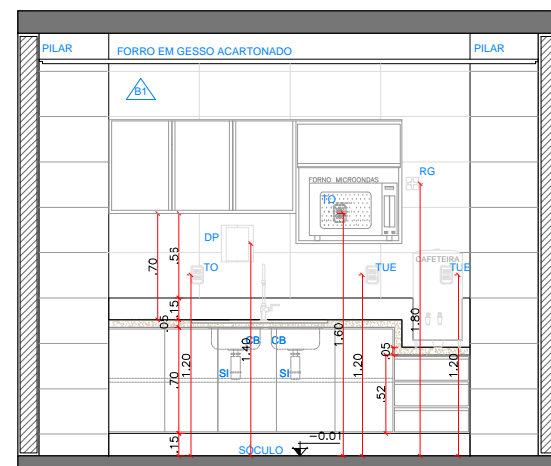 PILAR
FORRO EM GESSO ACARTONADO
PILAR
B1
FORNO MICROONDAS
RG
TO
DP
CAFETEIRA
TO
TUE
TUE
.70
.55
.15
.05
1.20
.70
.15
1.40
1.60
1.20
1.80
.05
.52
1.20
CB
CB
SI
SI
SÓCULO
-0.01